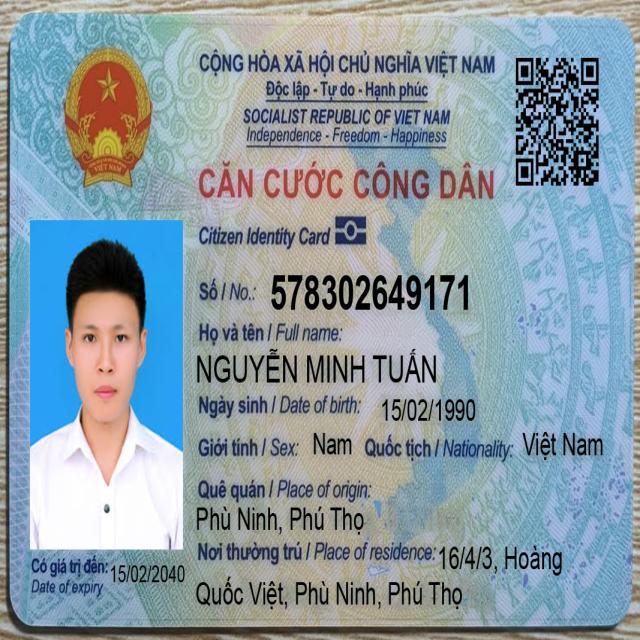 CỘNG HÒA XÃ HỘI CHỦ NGHĨA VIỆT NAM
Độc lập - Tự do - Hạnh phúc
SOCIALIST REPUBLIC OF VIET NAM
Independence - Freedom - Happiness
CĂN CƯỚC CÔNG DÂN
Citizen Identity Card
Số / No.: 578302649171
Họ và tên / Full name:
NGUYỄN MINH TUẤN
Ngày sinh / Date of birth: 15/02/1990
Giới tính / Sex: Nam Quốc tịch / Nationality: Việt Nam
Quê quán / Place of origin:
Phù Ninh, Phú Thọ
Nơi thường trú / Place of residence: 16/4/3, Hoàng
Quốc Việt, Phù Ninh, Phú Thọ
Có giá trị đến: 15/02/2040
Date of expiry
VIỆT NAM